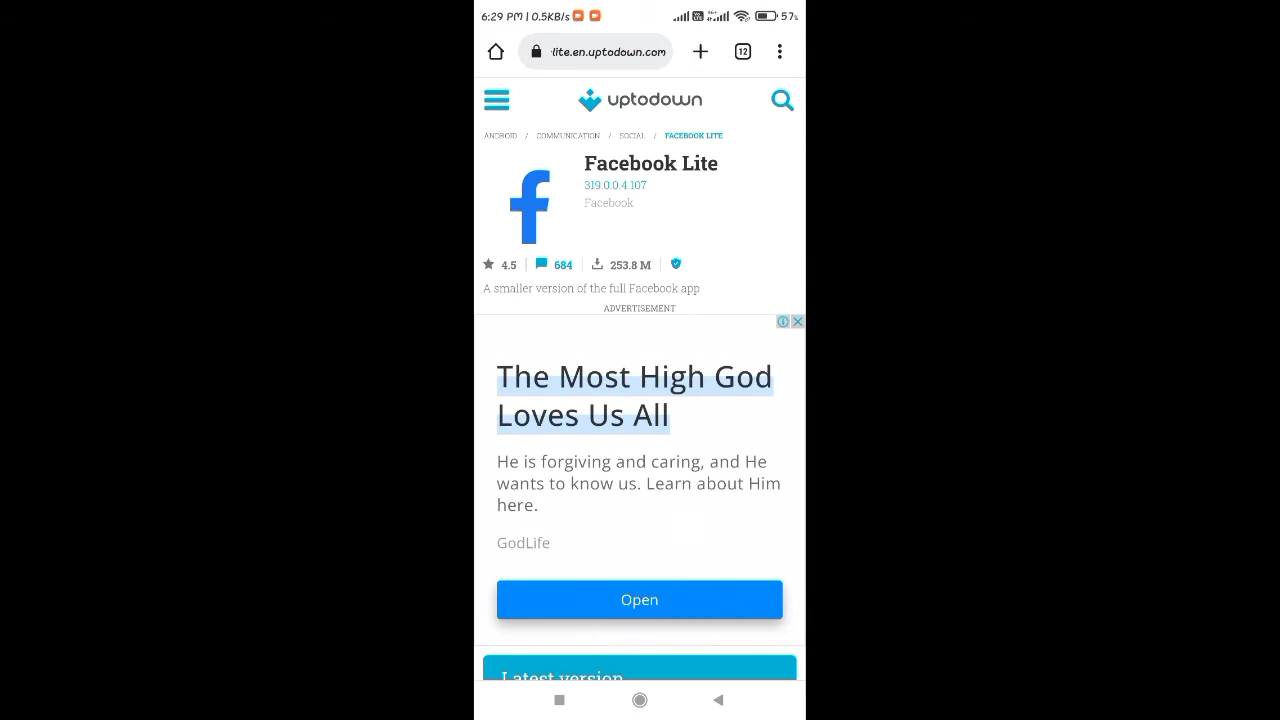 6:29 PM | 0.5KB/s 57%
lite.en.uptodown.com 12
uptodown
ANDROID / COMMUNICATION / SOCIAL / FACEBOOK LITE
Facebook Lite
319.0.0.4.107
Facebook
4.5 684 253.8 M
A smaller version of the full Facebook app
ADVERTISEMENT
The Most High God
Loves Us All
He is forgiving and caring, and He
wants to know us. Learn about Him
here.
GodLife
Open
Latest version